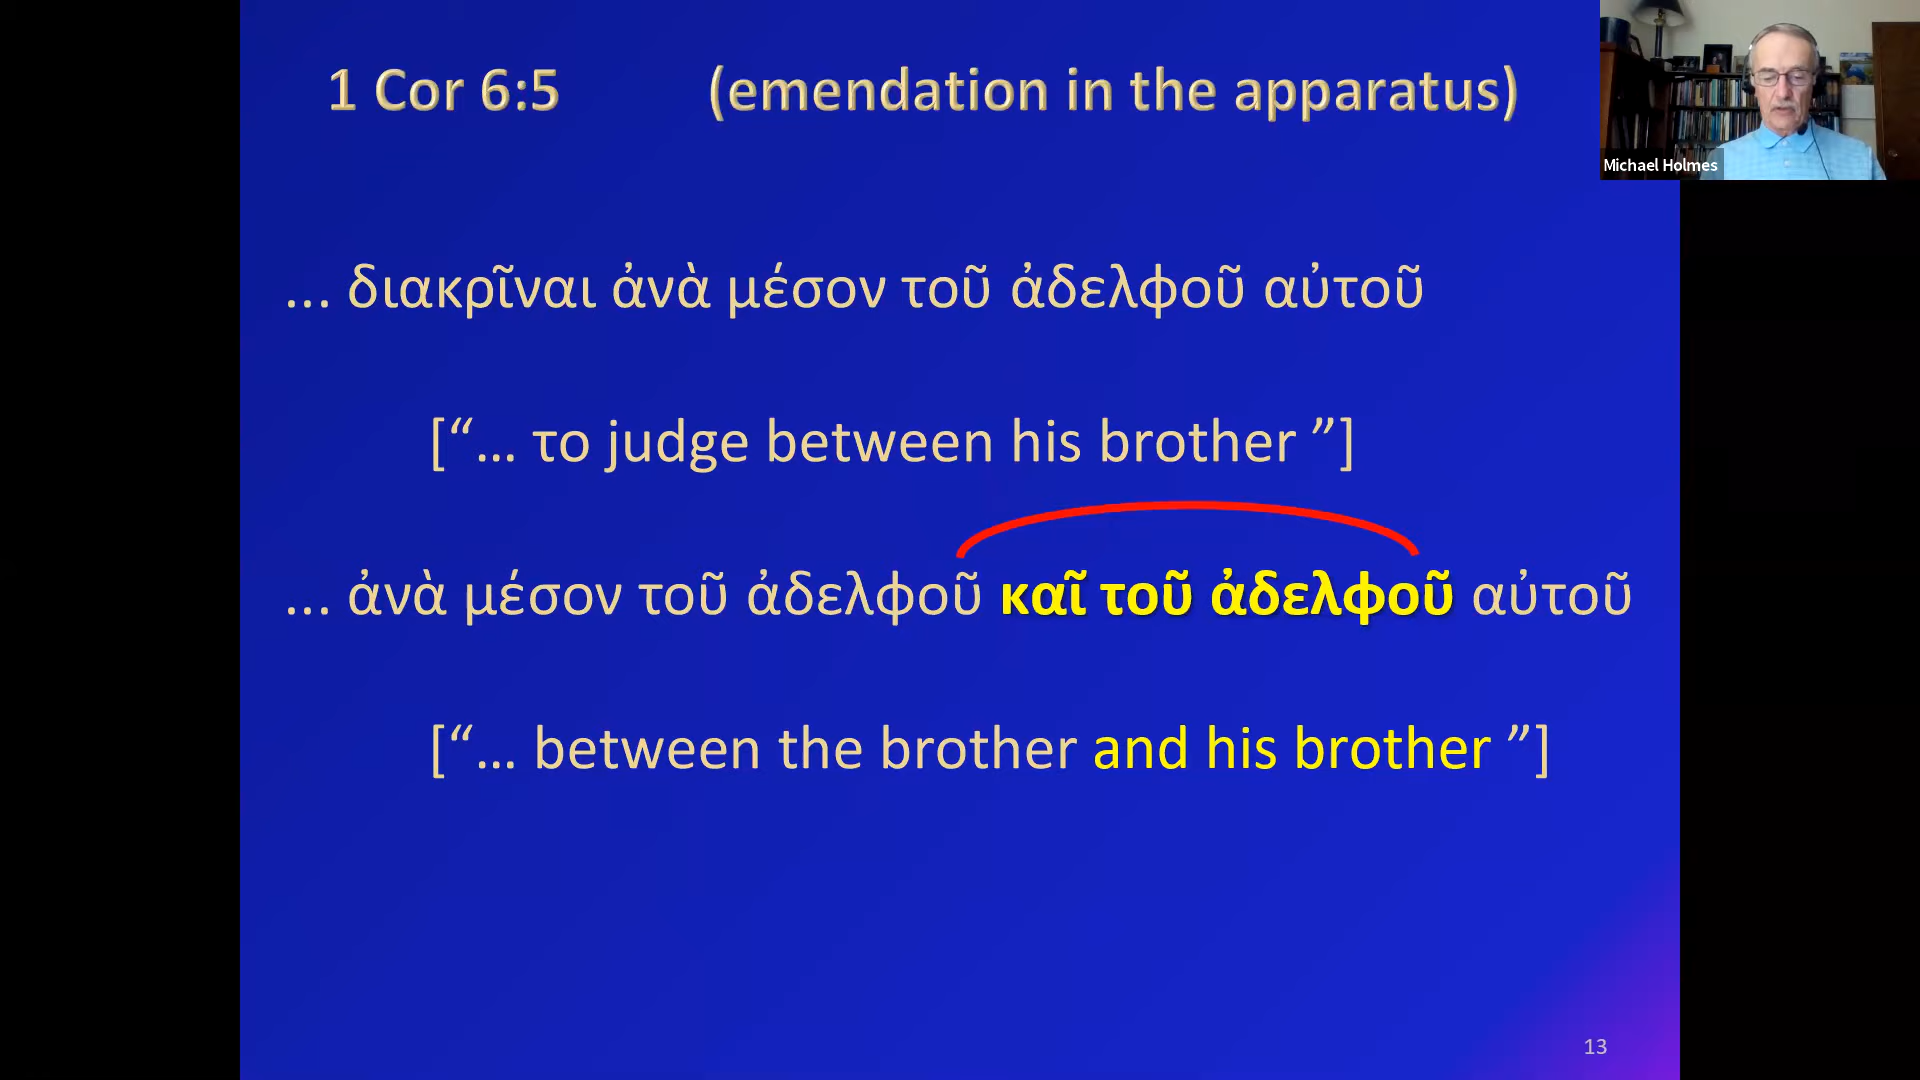 1 Cor 6:5 (emendation in the apparatus)
Michael Holmes
... διακρῖναι ἀνὰ μέσον τοῦ ἀδελφοῦ αὐτοῦ
[“… το judge between his brother ”]
... ἀνὰ μέσον τοῦ ἀδελφοῦ καῖ τοῦ ἀδελφοῦ αὐτοῦ
[“… between the brother and his brother ”]
13